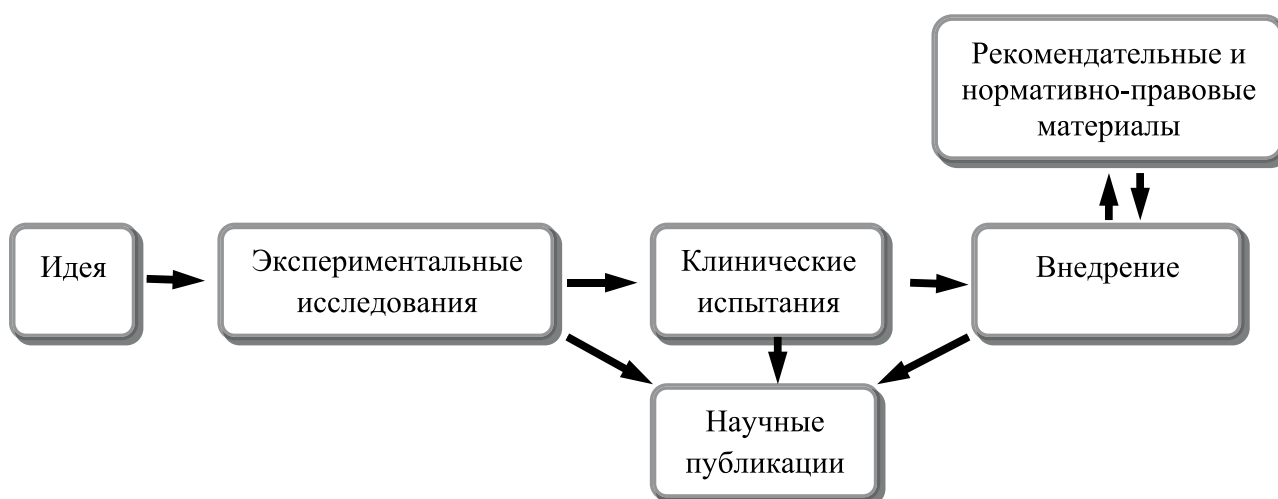 Рекомендательные и
нормативно-правовые
материалы
Идея
Экспериментальные
исследования
Клинические
испытания
Внедрение
Научные
публикации